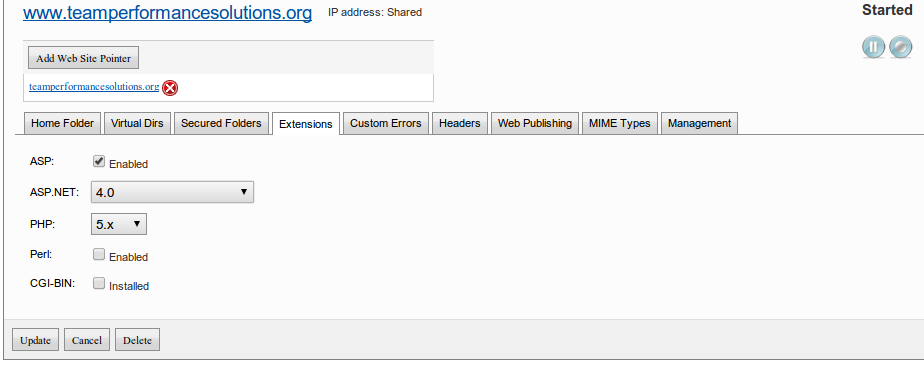 www.teamperformancesolutions.org IP address: Shared Started
Add Web Site Pointer
teamperformancesolutions.org
Home Folder Virtual Dirs Secured Folders Extensions Custom Errors Headers Web Publishing MIME Types Management
ASP: Enabled
ASP.NET: 4.0
PHP: 5.x
Perl: Enabled
CGI-BIN: Installed
Update Cancel Delete